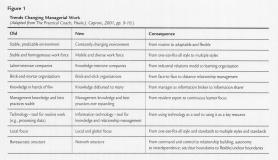 Figure 1
Trends Changing Managerial Work
(Adapted from The Practical Coach, Paula J. Caproni, 2001, pp. 9-10.)
Old New Consequence
Stable, predictable environment Constantly changing environment From routine to adaptable and flexible
Stable and homogeneous work force Mobile and diverse work force From one-size-fits-all style to multiple styles
Labor-intensive companies Knowledge-intensive companies From industrial relations model to learning organization
Brick-and-mortar organizations Brick-and-click organizations From face-to-face to distance relationship management
Knowledge in hands of few Knowledge distributed to many From manager as information broker to information sharer
Management knowledge and best Management knowledge and best From resident expert to continuous learner
practices stable practices ever expanding
Technology - tool for routine work Information technology - tool for From using technology as a tool to using it as a key resource
(e.g., processing data) knowledge and relationship management
Local focus Local and global focus From one-size-fits-all style and standards to multiple styles and standards
Bureaucratic structure Network structure From command and control to relationship building, autonomy
to interdependence; six clear boundaries to flexible/fluid boundaries